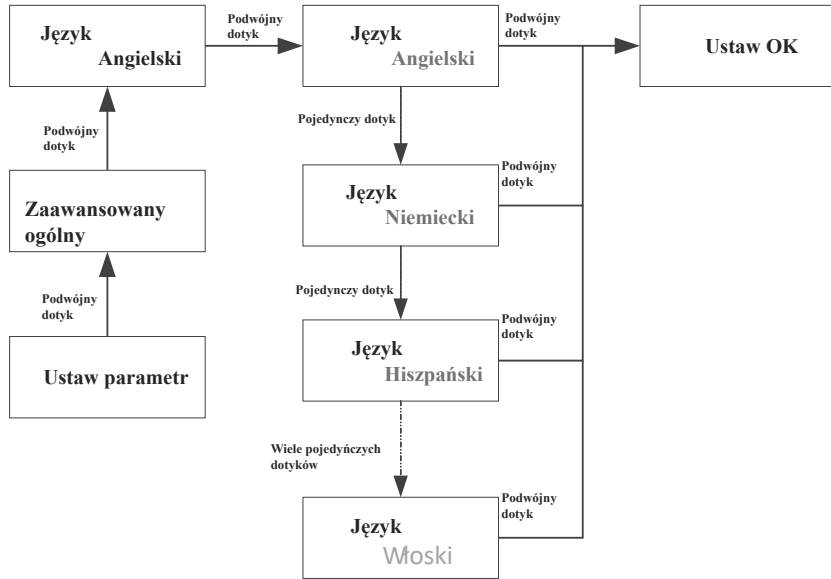 Język
Angielski
Podwójny
dotyk
Język
Angielski
Podwójny
dotyk
Ustaw OK
Podwójny
dotyk
Pojedynczy dotyk
Zaawansowany
ogólny
Język
Niemiecki
Podwójny
dotyk
Podwójny
dotyk
Pojedynczy dotyk
Ustaw parametr
Język
Hiszpański
Podwójny
dotyk
Wiele pojedyńczych
dotyków
Język
Włoski
Podwójny
dotyk